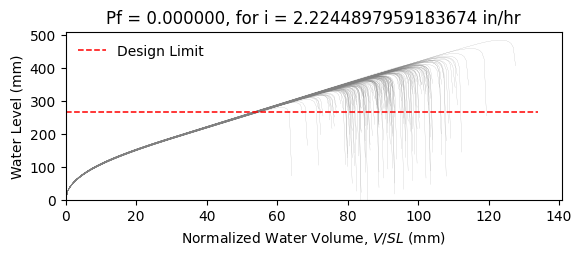 Pf = 0.000000, for i = 2.2244897959183674 in/hr
Design Limit
Water Level (mm)
500
400
300
200
100
0
0 20 40 60 80 100 120 140
Normalized Water Volume, V/SL (mm)